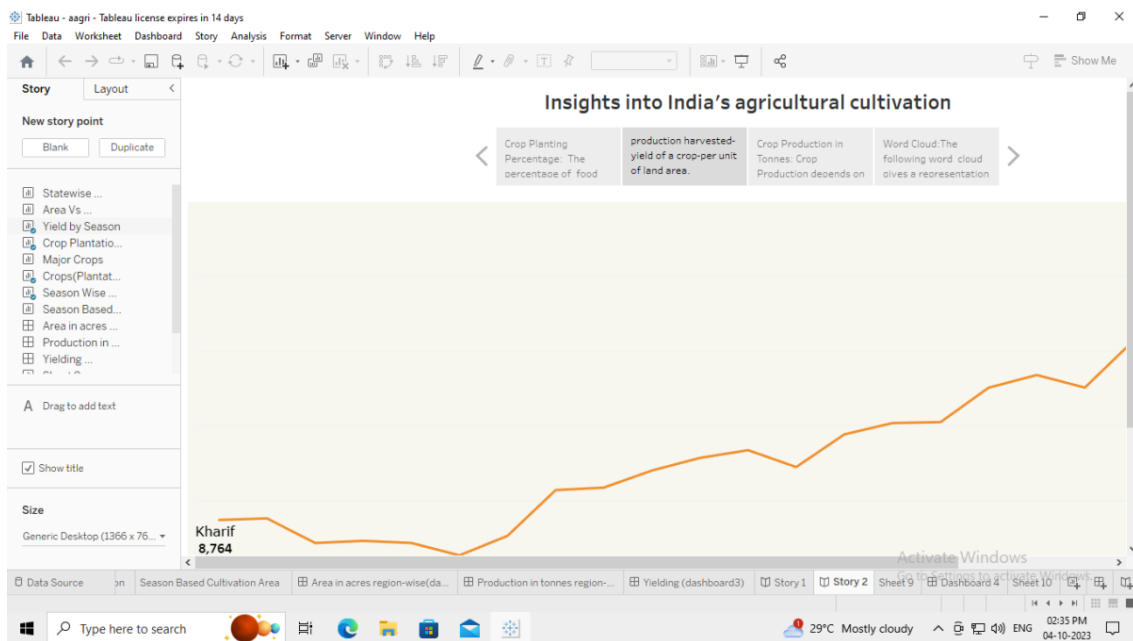 Tableau - aagri - Tableau license expires in 14 days
File Data Worksheet Dashboard Story Analysis Format Server Window Help
Show Me
Story Layout
New story point
Blank Duplicate
Statewise ...
Area Vs ...
Yield by Season
Crop Plantatio...
Major Crops
Crops(Plantat...
Season Wise ...
Season Based...
Area in acres ...
Production in ...
Yielding ...
A Drag to add text
Show title
Size
Generic Desktop (1366 x 76...
Insights into India's agricultural cultivation
Crop Planting
Percentage: The
percentage of food
production harvested-
yield of a crop-per unit
of land area.
Crop Production in
Tonnes: Crop
Production depends on
Word Cloud:The
following word cloud
gives a representation
Kharif
8,764
Activate Windows
Go to Settings to activate Windows.
Data Source on Season Based Cultivation Area Area in acres region-wise(da... Production in tonnes region-... Yielding (dashboard3) Story 1 Story 2 Sheet 9 Dashboard 4 Sheet 10
Type here to search
29°C Mostly cloudy ENG
02:35 PM
04-10-2023